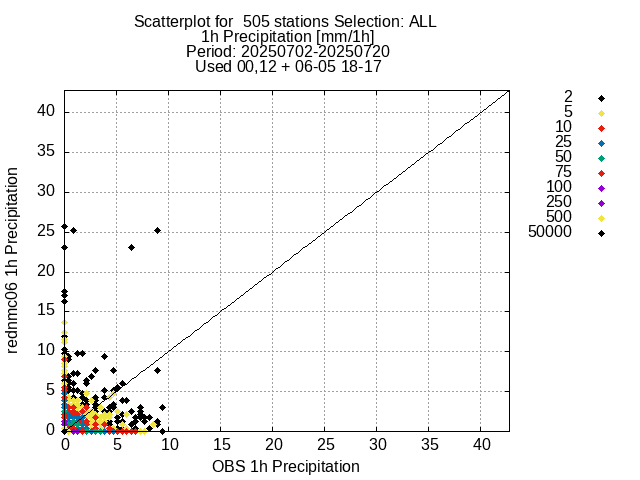 Scatterplot for  505 stations Selection: ALL
1h Precipitation [mm/1h]
Period: 20250702-20250720
Used 00,12 + 06-05 18-17
rednmc06 1h Precipitation
40
35
30
25
20
15
10
5
0
0 5 10 15 20 25 30 35 40
OBS 1h Precipitation
2
5
10
25
50
75
100
250
500
50000